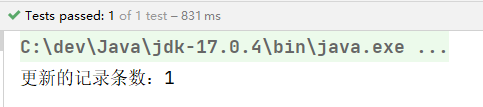 Tests passed: 1 of 1 test – 831 ms
C:\dev\Java\jdk-17.0.4\bin\java.exe ...
更新的记录条数：1